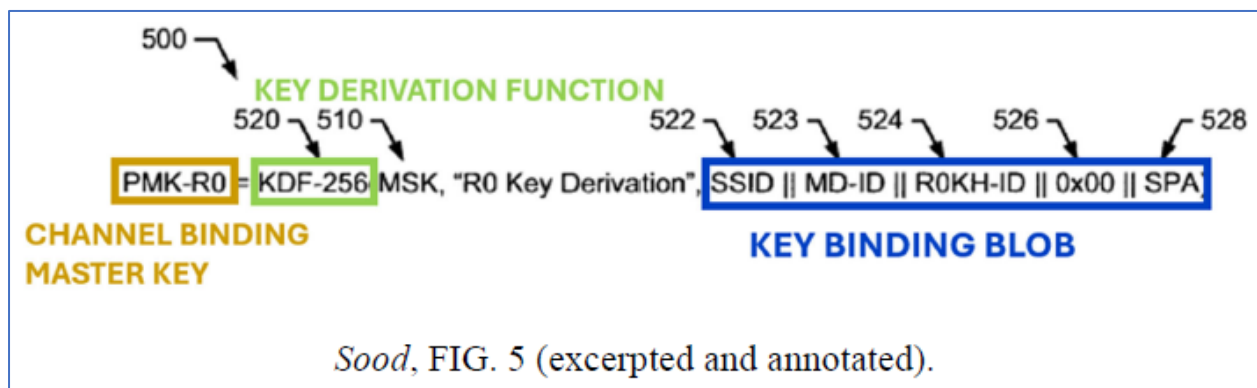 500
KEY DERIVATION FUNCTION
520 510 522 523 524 526 528
PMK-R0 = KDF-256 MSK, “R0 Key Derivation”, SSID || MD-ID || R0KH-ID || 0x00 || SPA)
CHANNEL BINDING
MASTER KEY
KEY BINDING BLOB
Sood, FIG. 5 (excerpted and annotated).